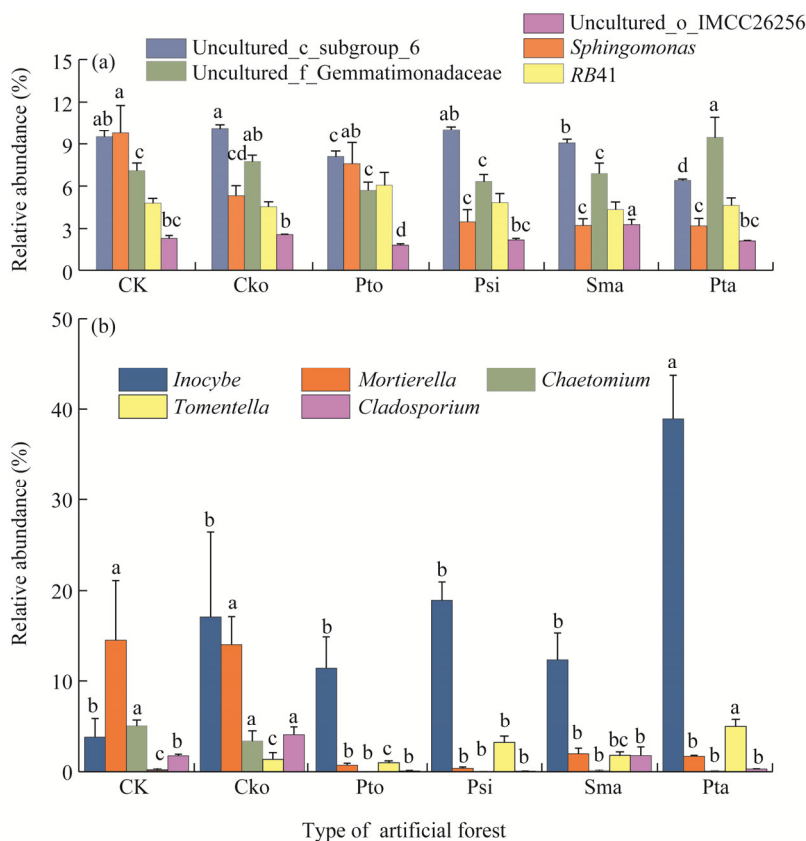 Uncultured_o_IMCC26256
(a)
Uncultured_c_subgroup_6
Sphingomonas
Uncultured_f_Gemmatimonadaceae
RB41
Relative abundance (%)
15
12
9
6
3
0
ab a c bc
a cd ab b
c ab c d
ab c c bc
b c c a
d c a bc
CK Cko Pto Psi Sma Pta
(b)
Inocybe Mortierella Chaetomium
Tomentella Cladosporium
Relative abundance (%)
50
40
30
20
10
0
b a a c b
b a a c a
b b b c b
b b b b b
b b b bc b
a b b a b
CK Cko Pto Psi Sma Pta
Type of artificial forest